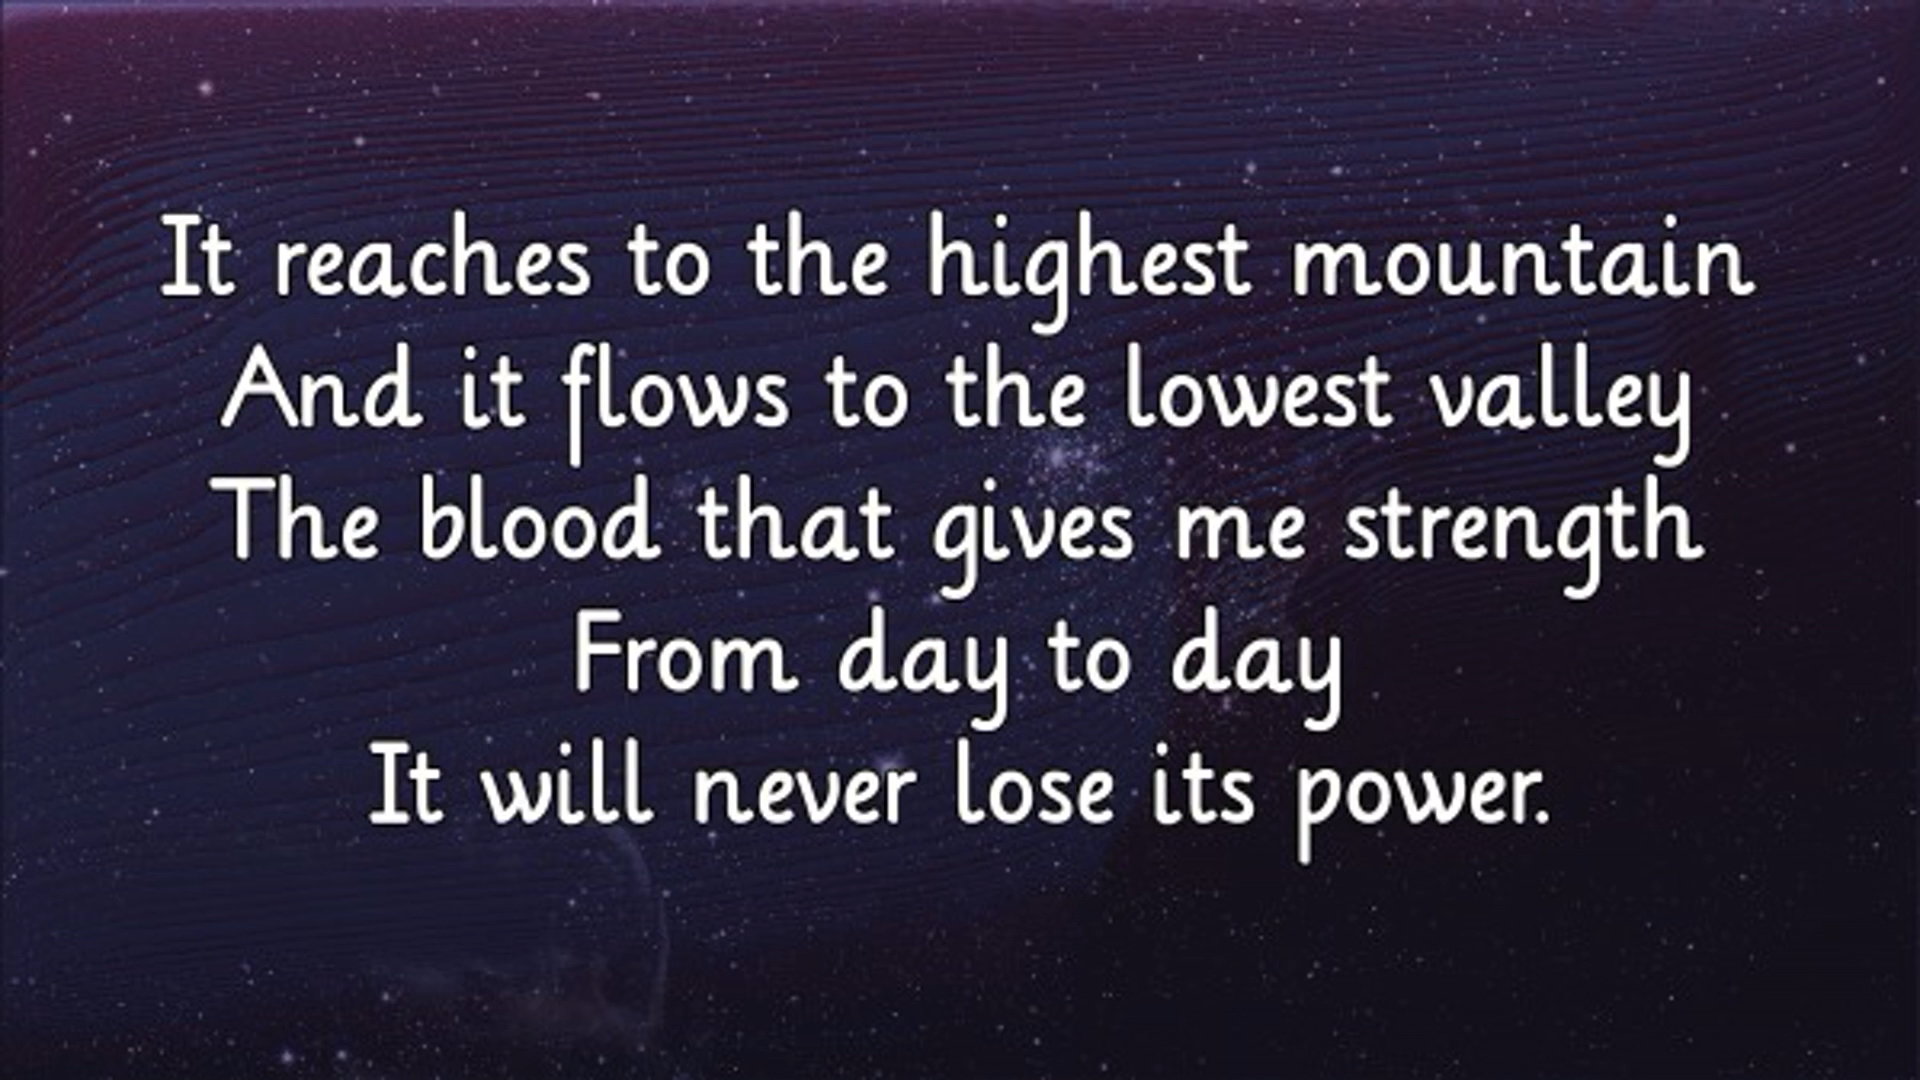 It reaches to the highest mountain
And it flows to the lowest valley
The blood that gives me strength
From day to day
It will never lose its power.